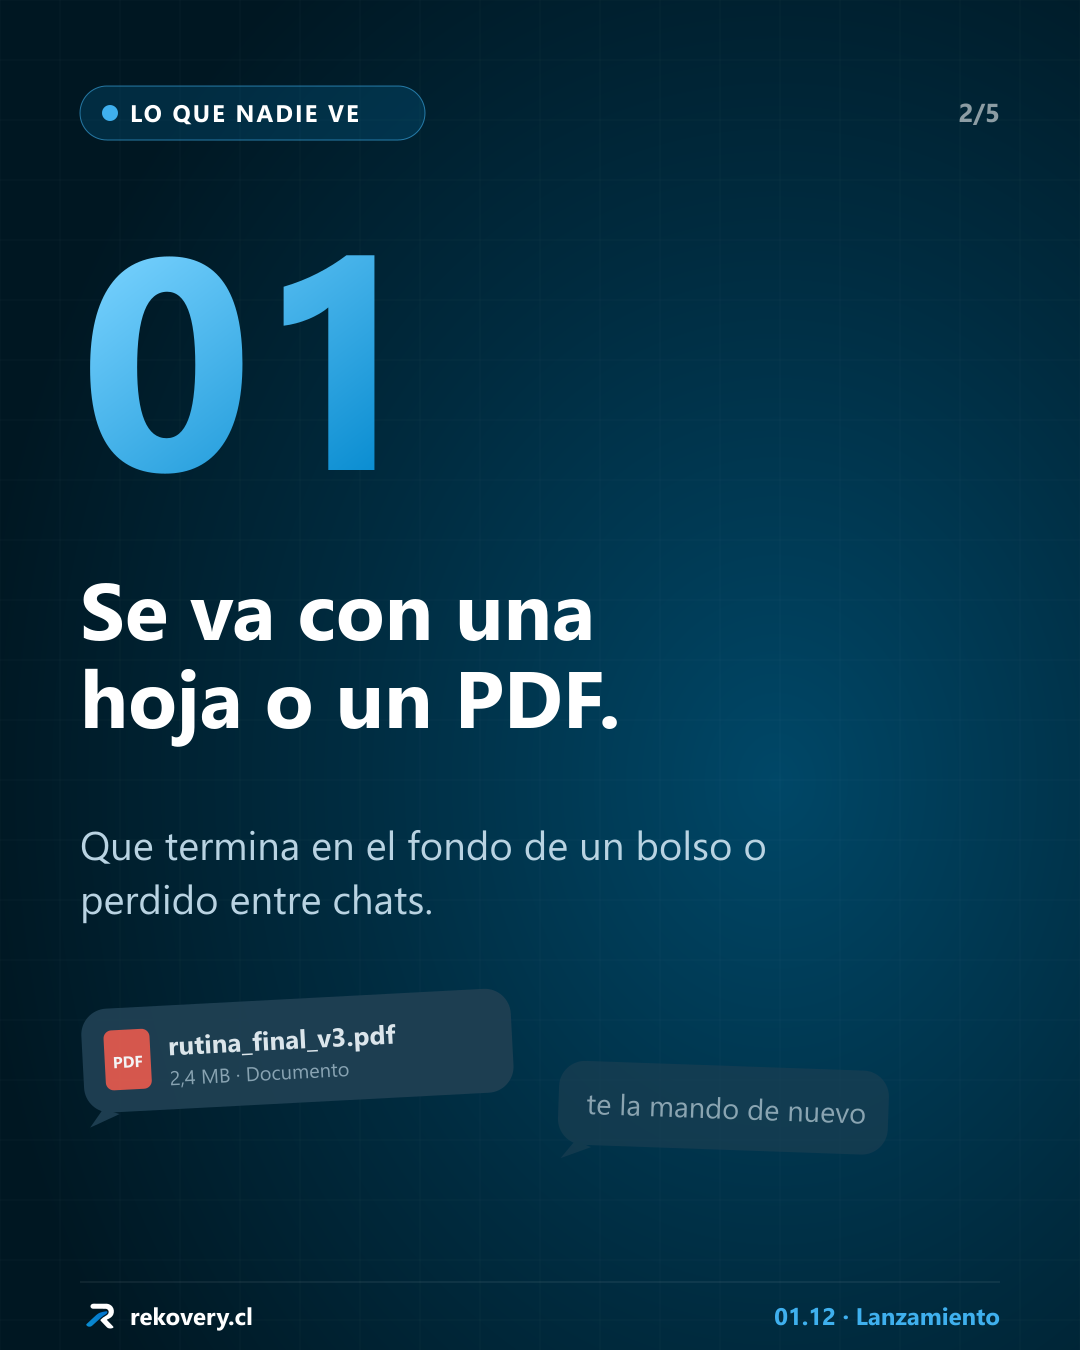 LO QUE NADIE VE
2/5
01
Se va con una
hoja o un PDF.
Que termina en el fondo de un bolso o
perdido entre chats.
PDF
rutina_final_v3.pdf
2,4 MB · Documento
te la mando de nuevo
rekovery.cl
01.12 · Lanzamiento